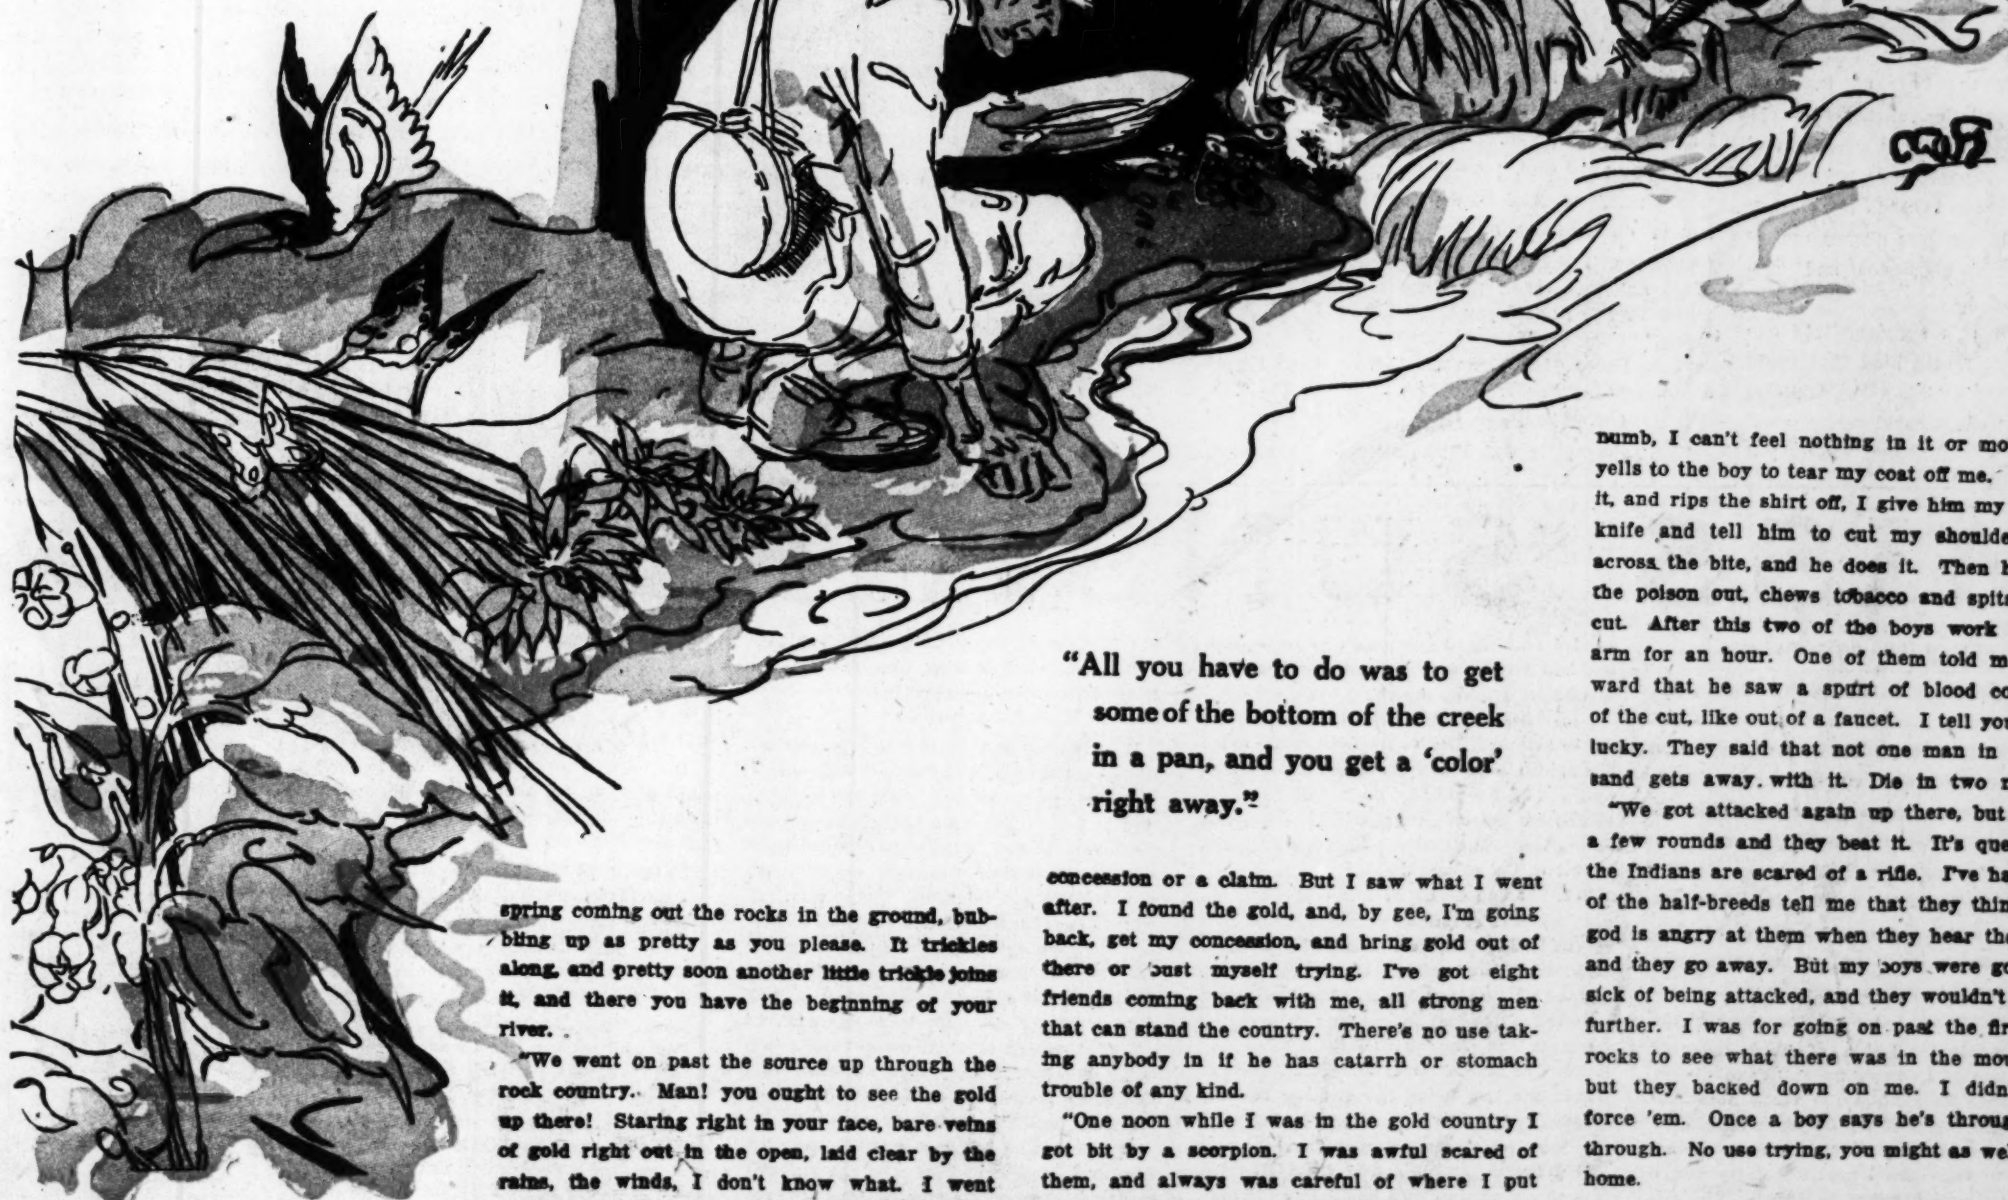 "All you have to do was to get
some of the bottom of the creek
in a pan, and you get a 'color'
right away."
spring coming out the rocks in the ground, bub-
bling up as pretty as you please. It trickles
along, and pretty soon another little trickle joins
it, and there you have the beginning of your
river.
"We went on past the source up through the
rock country. Man! you ought to see the gold
up there! Staring right in your face, bare veins
of gold right out in the open, laid clear by the
rains, the winds, I don't know what. I went
concession or a claim. But I saw what I went
after. I found the gold, and, by gee, I'm going
back, get my concession, and bring gold out of
there or bust myself trying. I've got eight
friends coming back with me, all strong men
that can stand the country. There's no use tak-
ing anybody in if he has catarrh or stomach
trouble of any kind.
"One noon while I was in the gold country I
got bit by a scorpion. I was awful scared of
them, and always was careful of where I put
numb, I can't feel nothing in it or mo
yells to the boy to tear my coat off me.
it, and rips the shirt off, I give him my
knife and tell him to cut my shoulde
across the bite, and he does it. Then h
the poison out, chews tobacco and spits
cut. After this two of the boys work
arm for an hour. One of them told m
ward that he saw a spurt of blood co
of the cut, like out of a faucet. I tell you
lucky. They said that not one man in
sand gets away with it. Die in two
"We got attacked again up there, but
a few rounds and they beat it. It's que
the Indians are scared of a rifle. I've ha
of the half-breeds tell me that they thin
god is angry at them when they hear the
and they go away. But my boys were go
sick of being attacked, and they wouldn't
further. I was for going on past the fir
rocks to see what there was in the mou
but they backed down on me. I didn
force 'em. Once a boy says he's throug
through. No use trying, you might as we
home.